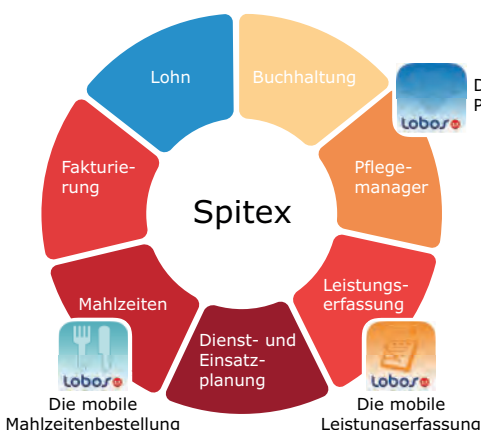 Lohn
Buchhaltung
Lobos
D
P
Fakturie-
rung
Pflege-
manager
Spitex
Leistungs-
erfassung
Mahlzeiten
Dienst- und
Einsatz-
planung
Lobos
Lobos
Die mobile
Mahlzeitenbestellung
Die mobile
Leistungserfassung